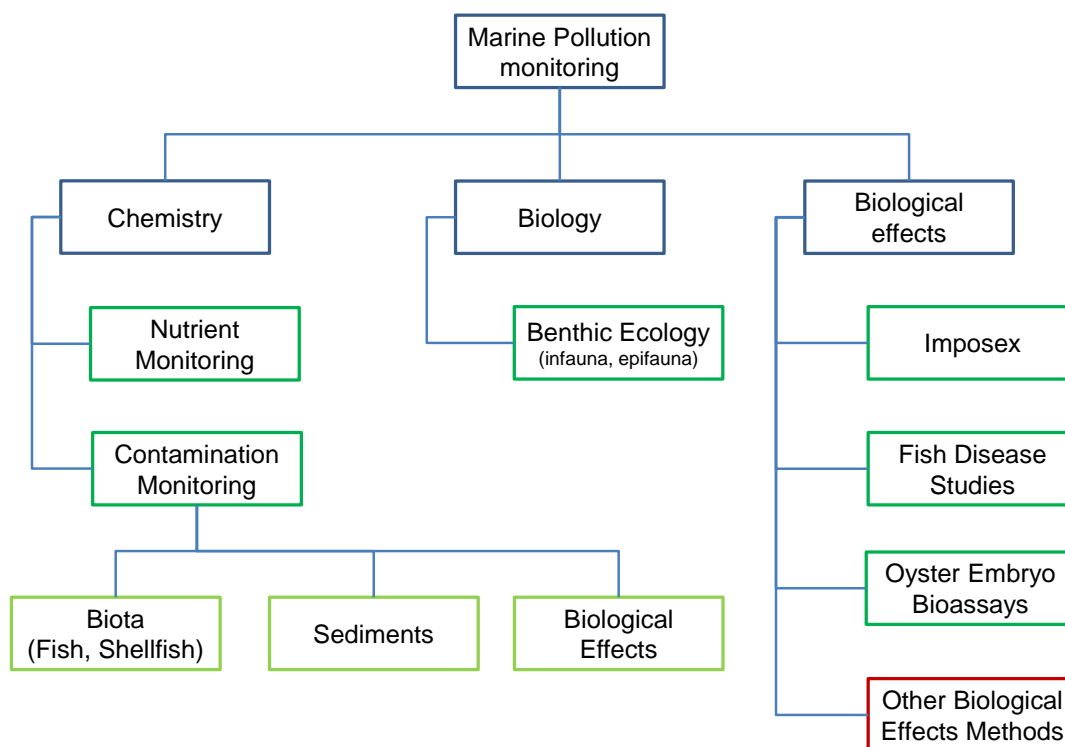 Marine Pollution
monitoring
Chemistry
Biology
Biological
effects
Nutrient
Monitoring
Benthic Ecology
(infauna, epifauna)
Imposex
Contamination
Monitoring
Fish Disease
Studies
Oyster Embryo
Bioassays
Biota
(Fish, Shellfish)
Sediments
Biological
Effects
Other Biological
Effects Methods